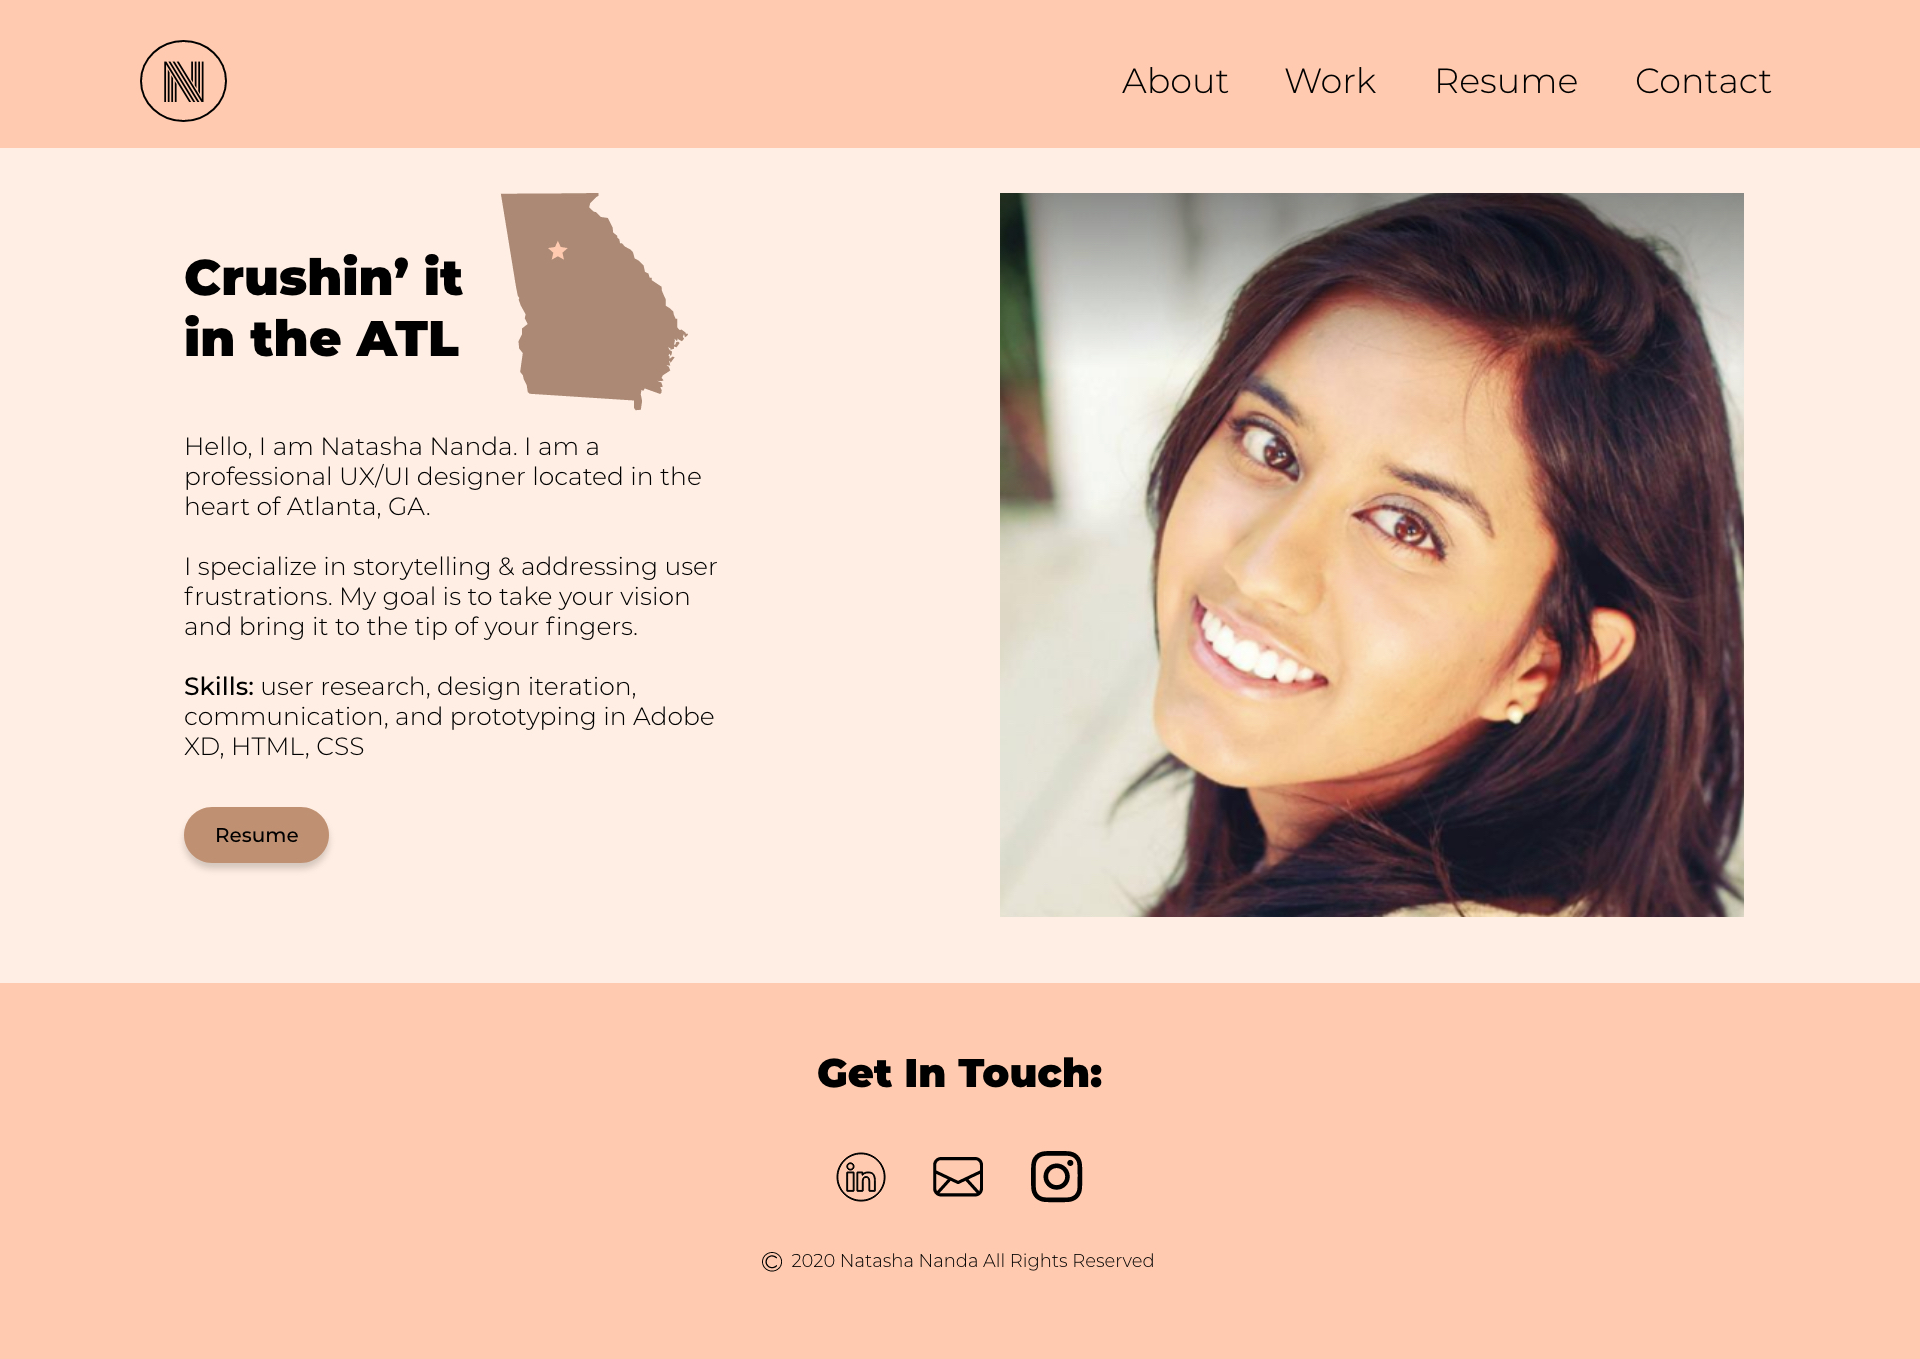 N
About Work Resume Contact
Crushin’ it
in the ATL
Hello, I am Natasha Nanda. I am a
professional UX/UI designer located in the
heart of Atlanta, GA.
I specialize in storytelling & addressing user
frustrations. My goal is to take your vision
and bring it to the tip of your fingers.
Skills: user research, design iteration,
communication, and prototyping in Adobe
XD, HTML, CSS
Resume
Get In Touch:
in
© 2020 Natasha Nanda All Rights Reserved